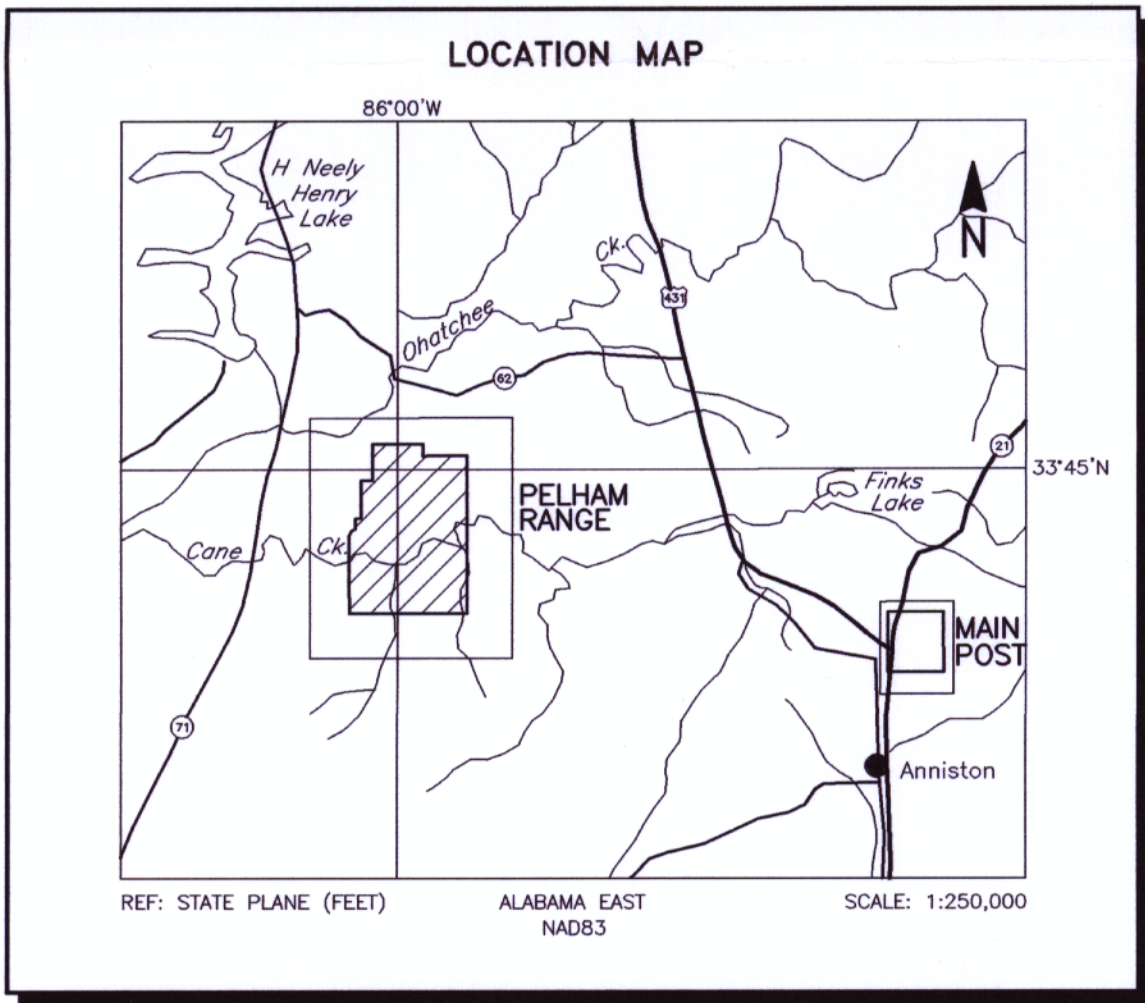 LOCATION MAP
86°00'W
H Neely
Henry
Lake
N
Ck.
431
Ohatchee
62
21
33°45'N
Finks
Lake
PELHAM
RANGE
Cane
Ck.
MAIN
POST
71
Anniston
REF: STATE PLANE (FEET)
ALABAMA EAST
NAD83
SCALE: 1:250,000